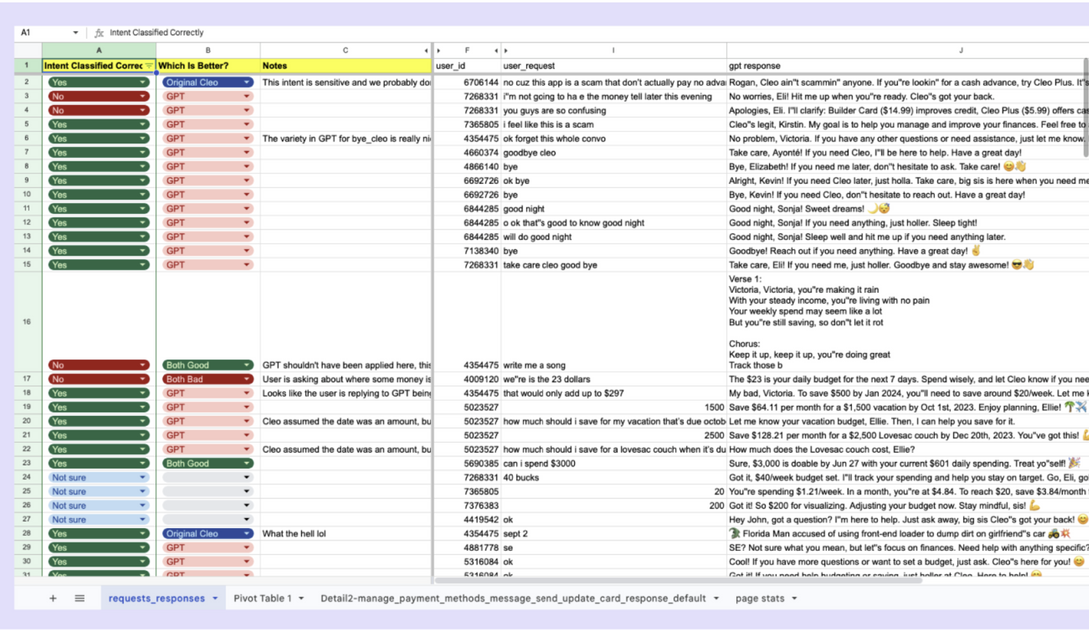 A1 fx Intent Classified Correctly
A B C F I J
1 Intent Classified Correc Which Is Better? Notes user_id user_request gpt response
2 Yes Original Cleo This intent is sensitive and we probably do 6706144 no cuz this app is a scam that don't actually pay no adva Rogan, Cleo ain"t scammin" anyone. If you"re lookin" for a cash advance, try Cleo Plus. It"s
3 No GPT 7268331 i"m not going to ha e the money tell later this evening No worries, Eli! Hit me up when you"re ready. Cleo"s got your back.
4 No GPT 7268331 you guys are so confusing Apologies, Eli. I"ll clarify: Builder Card ($14.99) improves credit, Cleo Plus ($5.99) offers cas
5 Yes GPT 7365805 i feel like this is a scam Cleo"s legit, Kirstin. My goal is to help you manage and improve your finances. Feel free to
6 Yes GPT The variety in GPT for bye_cleo is really ni 4354475 ok forget this whole convo No problem, Victoria. If you have any other questions or need assistance, just let me know.
7 Yes GPT 4660374 goodbye cleo Take care, Ayonté! If you need Cleo, I"ll be here to help. Have a great day!
8 Yes GPT 4866140 bye Bye, Elizabeth! If you need me later, don"t hesitate to ask. Take care! 😄👋
9 Yes GPT 6692726 ok bye Alright, Kevin! If you need Cleo later, just holla. Take care, big sis is here when you need me
10 Yes GPT 6692726 bye Bye, Kevin! If you need Cleo, don"t hesitate to reach out. Have a great day!
11 Yes GPT 6844285 good night Good night, Sonja! Sweet dreams! 🌙😴
12 Yes GPT 6844285 o ok that"s good to know good night Good night, Sonja! If you need anything, just holler. Sleep tight!
13 Yes GPT 6844285 will do good night Good night, Sonja! Sleep well and hit me up if you need anything later.
14 Yes GPT 7138340 bye Goodbye! Reach out if you need anything. Have a great day! ✌️
15 Yes GPT 7268331 take care cleo good bye Take care, Eli! If you need me, just holler. Goodbye and stay awesome! 😎👋
Verse 1:
Victoria, Victoria, you"re making it rain
With your steady income, you"re living with no pain
Your weekly spend may seem like a lot
16 But you"re still saving, so don"t let it rot
Chorus:
Keep it up, keep it up, you"re doing great
No Both Good GPT shouldn't have been applied here, this 4354475 write me a song Track those b
17 No Both Bad User is asking about where some money is 4009120 we"re is the 23 dollars The $23 is your daily budget for the next 7 days. Spend wisely, and let Cleo know if you nee
18 Yes GPT Looks like the user is replying to GPT being 4354475 that would only add up to $297 My bad, Victoria. To save $500 by Jan 2024, you"ll need to save around $20/week. Let me k
19 Yes GPT 5023527 1500 Save $64.11 per month for a $1,500 vacation by Oct 1st, 2023. Enjoy planning, Ellie! 🌴✈️
20 Yes GPT Cleo assumed the date was an amount, bu 5023527 how much should i save for my vacation that's due octob Let me know your vacation budget, Ellie. Then, I can help you save for it.
21 Yes GPT 5023527 2500 Save $128.21 per month for a $2,500 Lovesac couch by Dec 20th, 2023. You"ve got this! 💪
22 Yes GPT Cleo assumed the date was an amount, bu 5023527 how much should i save for a lovesac couch when it's du How much does the Lovesac couch cost, Ellie?
23 Yes Both Good 5690385 can i spend $3000 Sure, $3,000 is doable by Jun 27 with your current $601 daily spending. Treat yo"self! 🎉
24 Not sure 7268331 40 bucks Got it, $40/week budget set. I"ll track your spending and help you stay on target. Go, Eli, go
25 Not sure 7365805 20 You"re spending $1.21/week. In a month, you"re at $4.84. To reach $20, save $3.84/month
26 Not sure 7376383 200 Got it! So $200 for visualizing. Adjusting your budget now. Stay mindful, sis! 💪
27 Not sure 4419542 ok Hey John, got a question? I"m here to help. Just ask away, big sis Cleo"s got your back! 😄
28 Yes Original Cleo What the hell lol 4354475 sept 2 Florida Man accused of using front-end loader to dump dirt on girlfriend"s car
29 Yes GPT 4881778 se SE? Not sure what you mean, but let"s focus on finances. Need help with anything specific?
30 Yes GPT 5316084 ok Cool! If you have more questions or want to set a budget, just ask. Cleo"s here for you! 😄
31 Yes GPT 5316084 ok Got it! If you need help budgeting or saving, just holler at Cleo. Here to help! 😄
+ requests_responses Pivot Table 1 Detail2-manage_payment_methods_message_send_update_card_response_default page stats